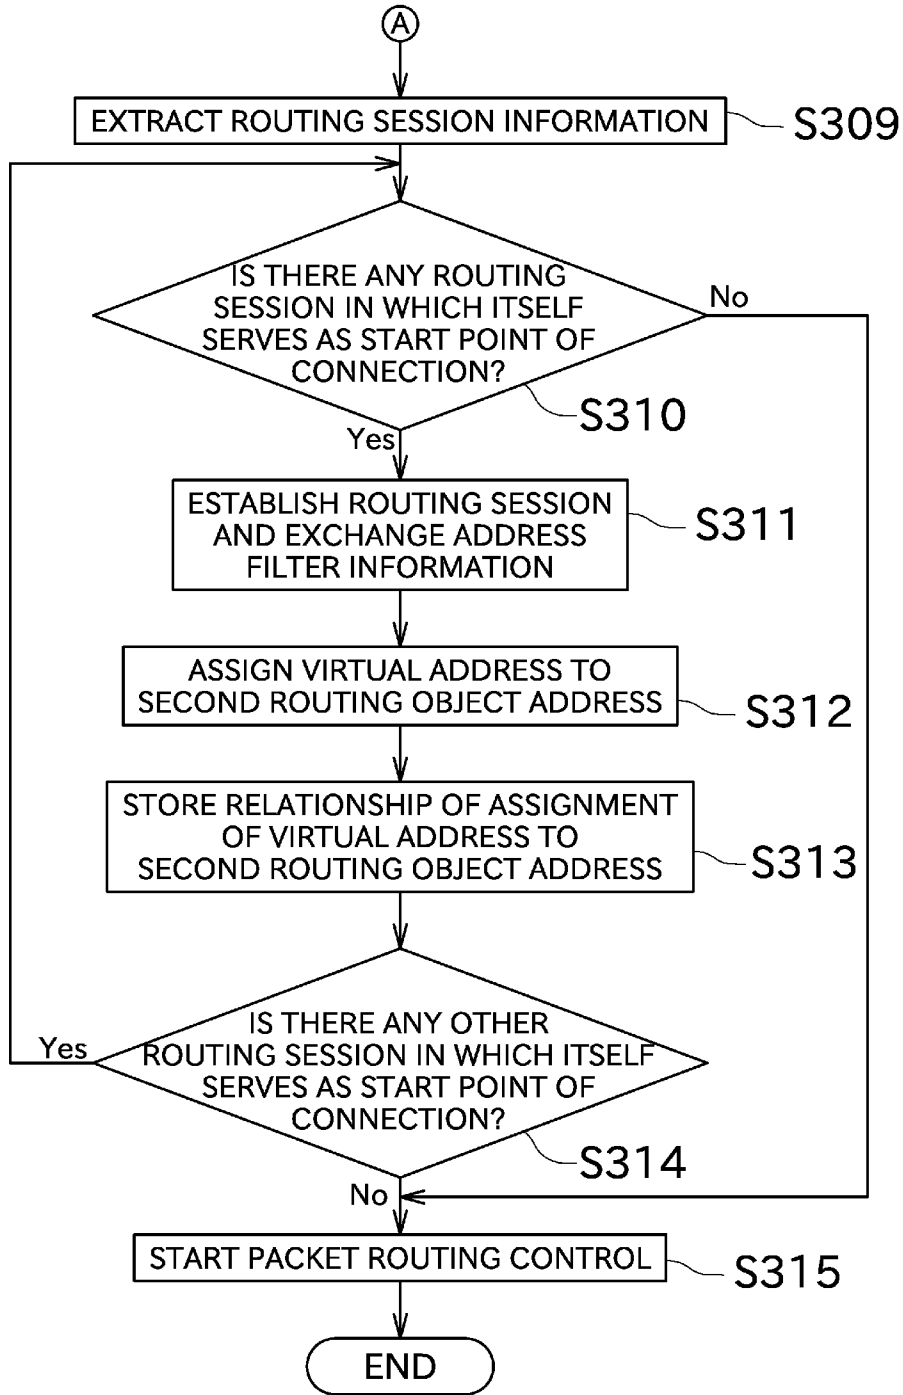 A
EXTRACT ROUTING SESSION INFORMATION
S309
IS THERE ANY ROUTING
SESSION IN WHICH ITSELF
SERVES AS START POINT OF
CONNECTION?
No
S310
Yes
ESTABLISH ROUTING SESSION
AND EXCHANGE ADDRESS
FILTER INFORMATION
S311
ASSIGN VIRTUAL ADDRESS TO
SECOND ROUTING OBJECT ADDRESS
S312
STORE RELATIONSHIP OF ASSIGNMENT
OF VIRTUAL ADDRESS TO
SECOND ROUTING OBJECT ADDRESS
S313
IS THERE ANY OTHER
ROUTING SESSION IN WHICH ITSELF
SERVES AS START POINT OF
CONNECTION?
Yes
S314
No
START PACKET ROUTING CONTROL
S315
END